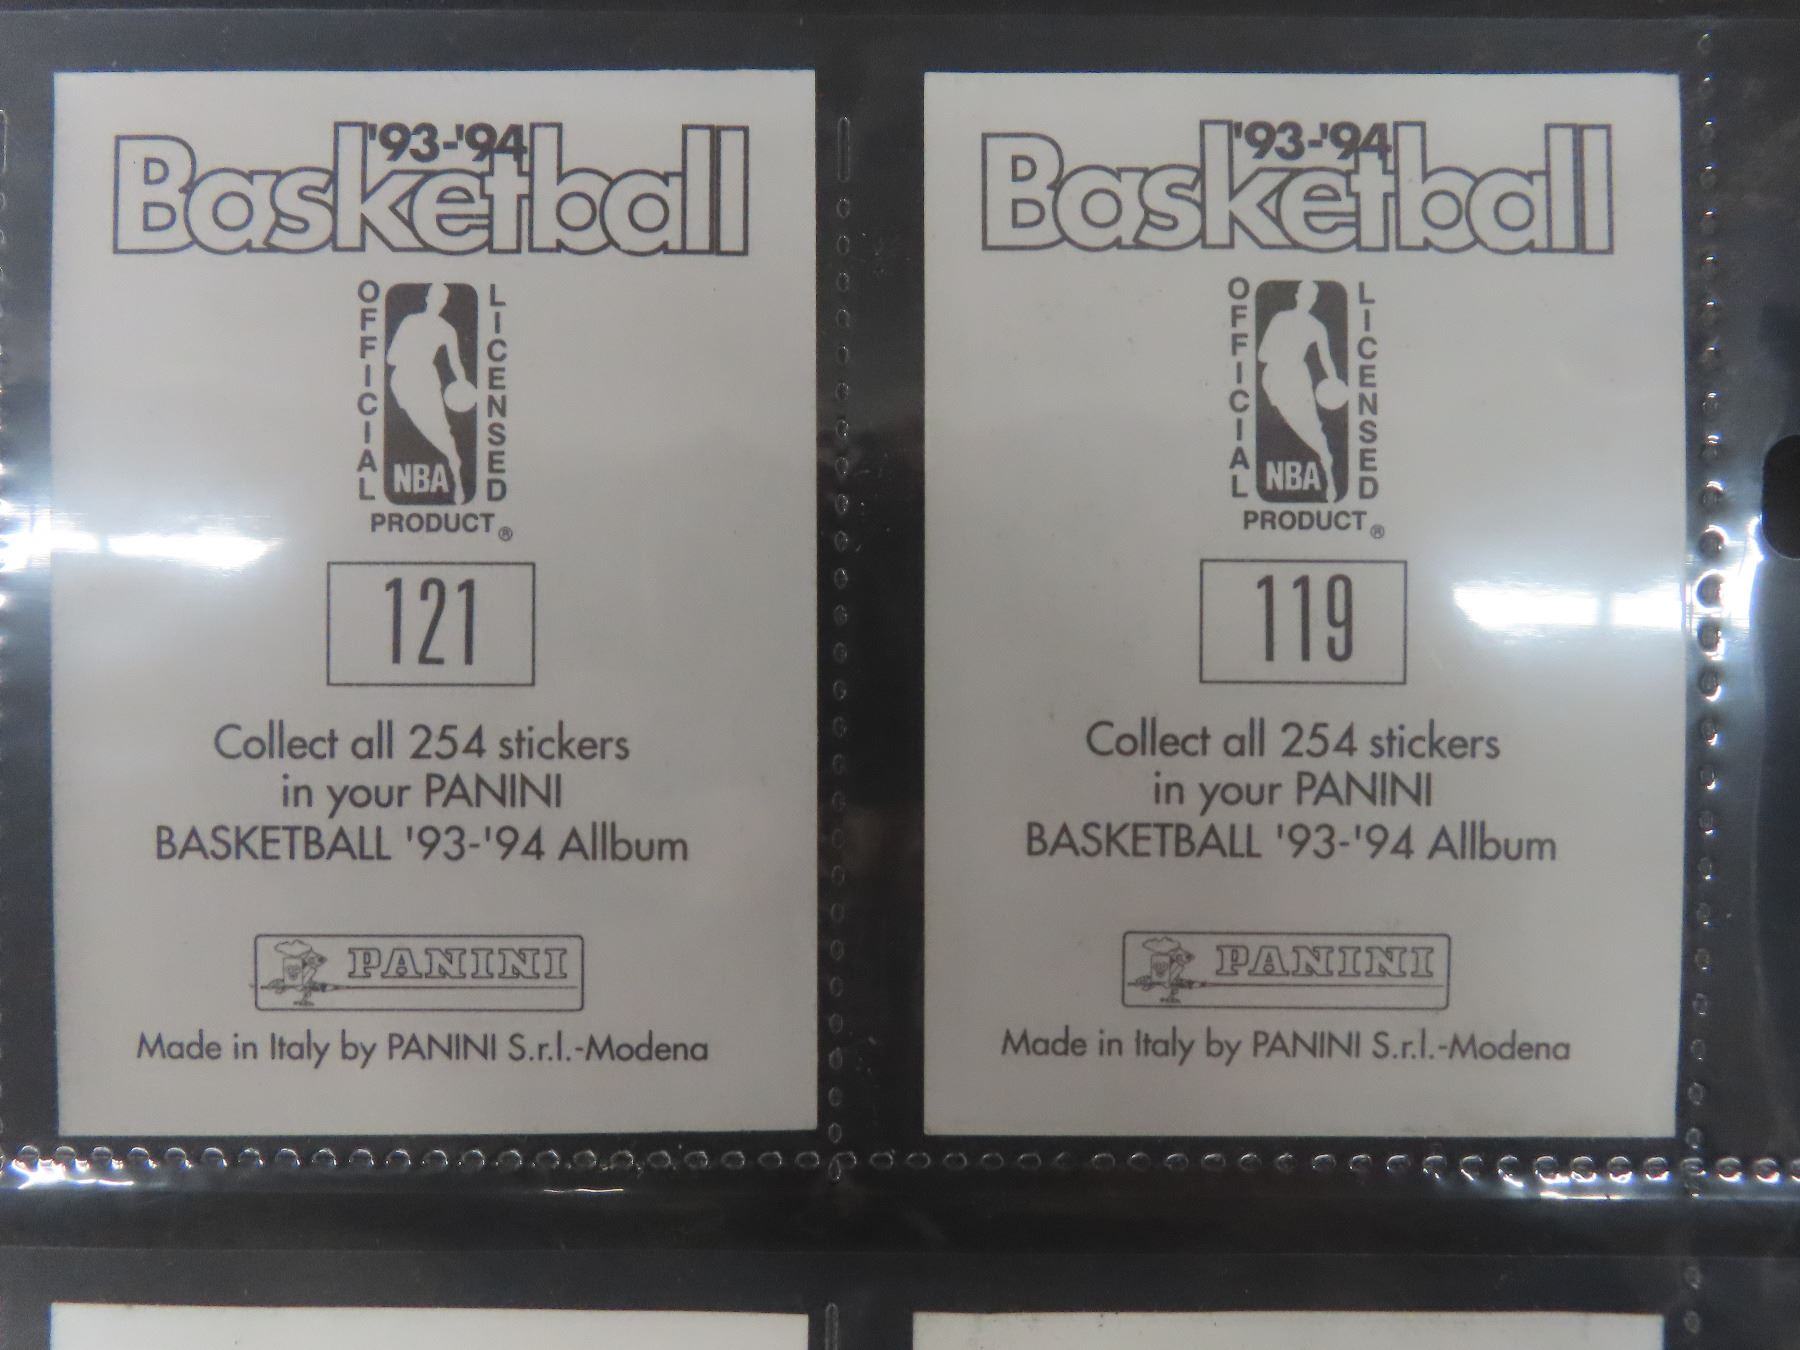 '93-'94
Basketball
OFFICIAL
LICENSED
NBA
PRODUCT®
121
Collect all 254 stickers
in your PANINI
BASKETBALL '93-'94 Allbum
PANINI
Made in Italy by PANINI S.r.l.-Modena
'93-'94
Basketball
OFFICIAL
LICENSED
NBA
PRODUCT®
119
Collect all 254 stickers
in your PANINI
BASKETBALL '93-'94 Allbum
PANINI
Made in Italy by PANINI S.r.l.-Modena